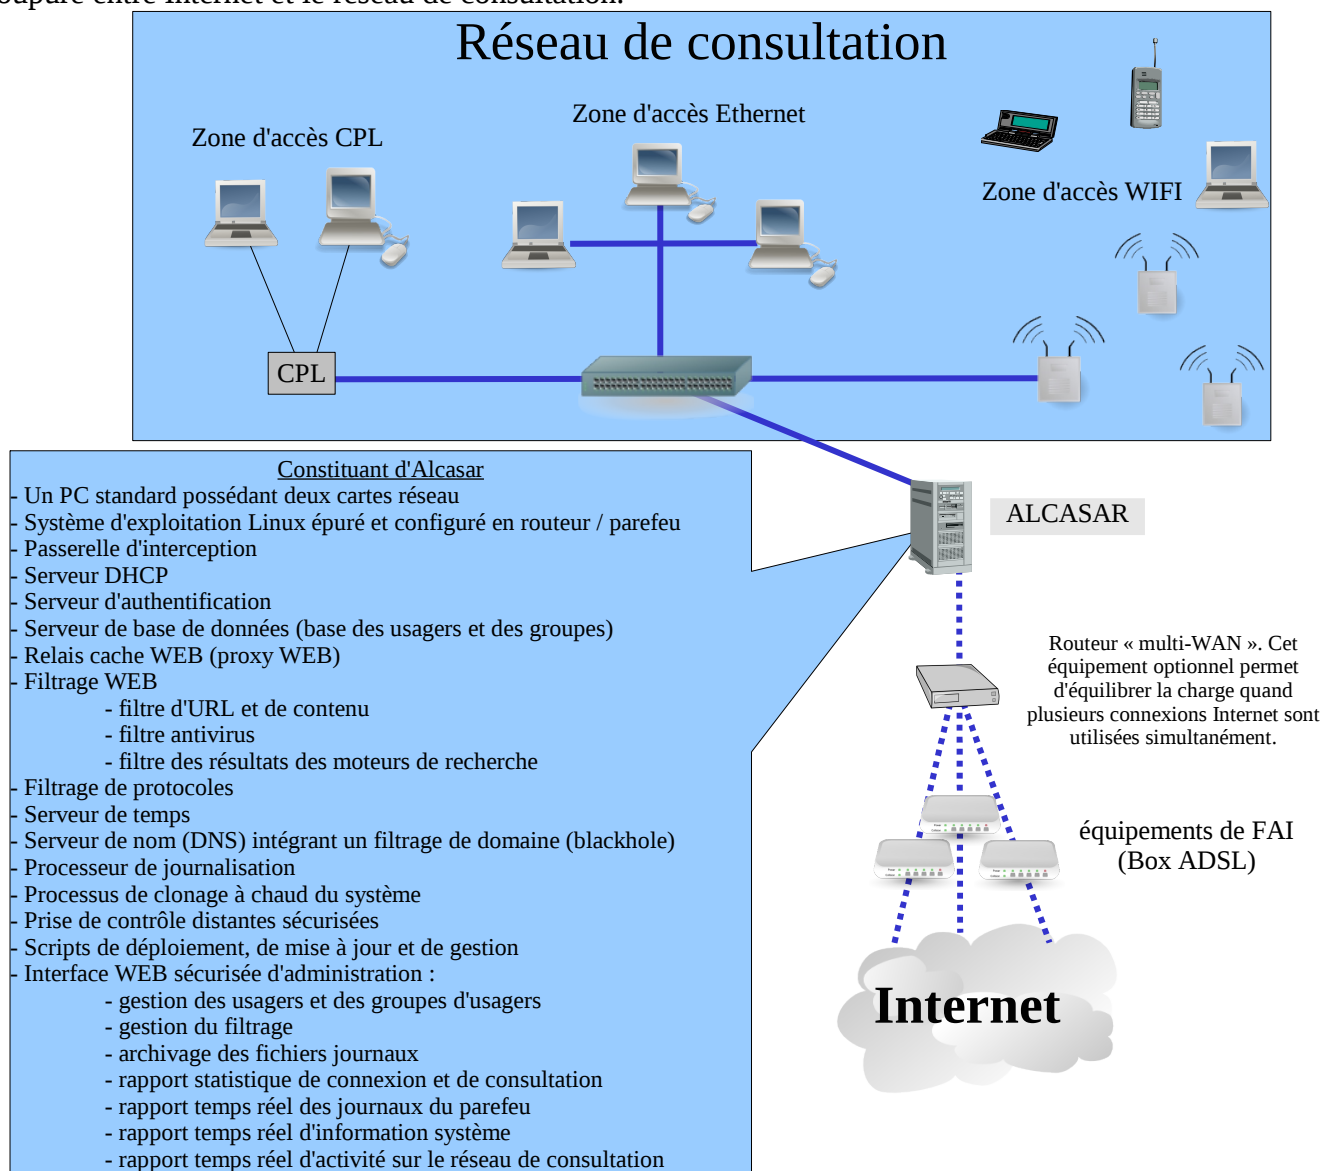 oupure entre Internet et le réseau de consultation.
Réseau de consultation
Zone d'accès CPL
Zone d'accès Ethernet
Zone d'accès WIFI
CPL
Constituant d'Alcasar
- Un PC standard possédant deux cartes réseau
- Système d'exploitation Linux épuré et configuré en routeur / parefeu
- Passerelle d'interception
- Serveur DHCP
- Serveur d'authentification
- Serveur de base de données (base des usagers et des groupes)
- Relais cache WEB (proxy WEB)
- Filtrage WEB
- filtre d'URL et de contenu
- filtre antivirus
- filtre des résultats des moteurs de recherche
- Filtrage de protocoles
- Serveur de temps
- Serveur de nom (DNS) intégrant un filtrage de domaine (blackhole)
- Processeur de journalisation
- Processus de clonage à chaud du système
- Prise de contrôle distantes sécurisées
- Scripts de déploiement, de mise à jour et de gestion
- Interface WEB sécurisée d'administration :
- gestion des usagers et des groupes d'usagers
- gestion du filtrage
- archivage des fichiers journaux
- rapport statistique de connexion et de consultation
- rapport temps réel des journaux du parefeu
- rapport temps réel d'information système
- rapport temps réel d'activité sur le réseau de consultation
ALCASAR
Routeur « multi-WAN ». Cet
équipement optionnel permet
d'équilibrer la charge quand
plusieurs connexions Internet sont
utilisées simultanément.
équipements de FAI
(Box ADSL)
Internet